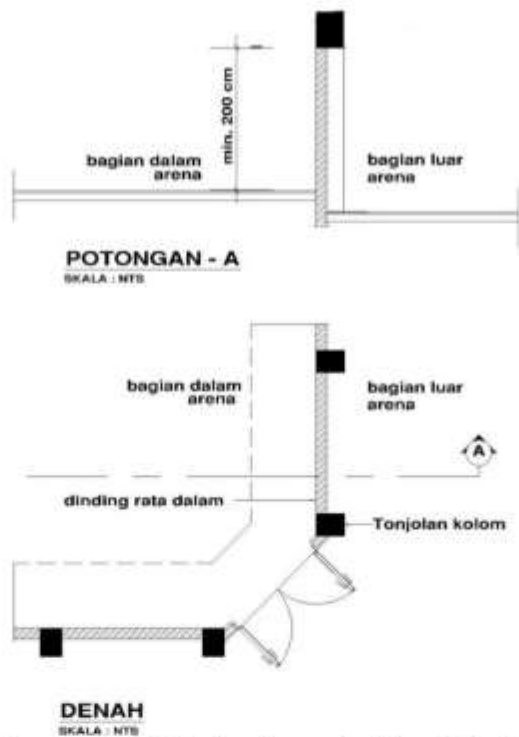 min. 200 cm
bagian dalam
arena
bagian luar
arena
POTONGAN - A
SKALA : NTS
bagian dalam
arena
bagian luar
arena
A
dinding rata dalam
Tonjolan kolom
DENAH
SKALA : NTS